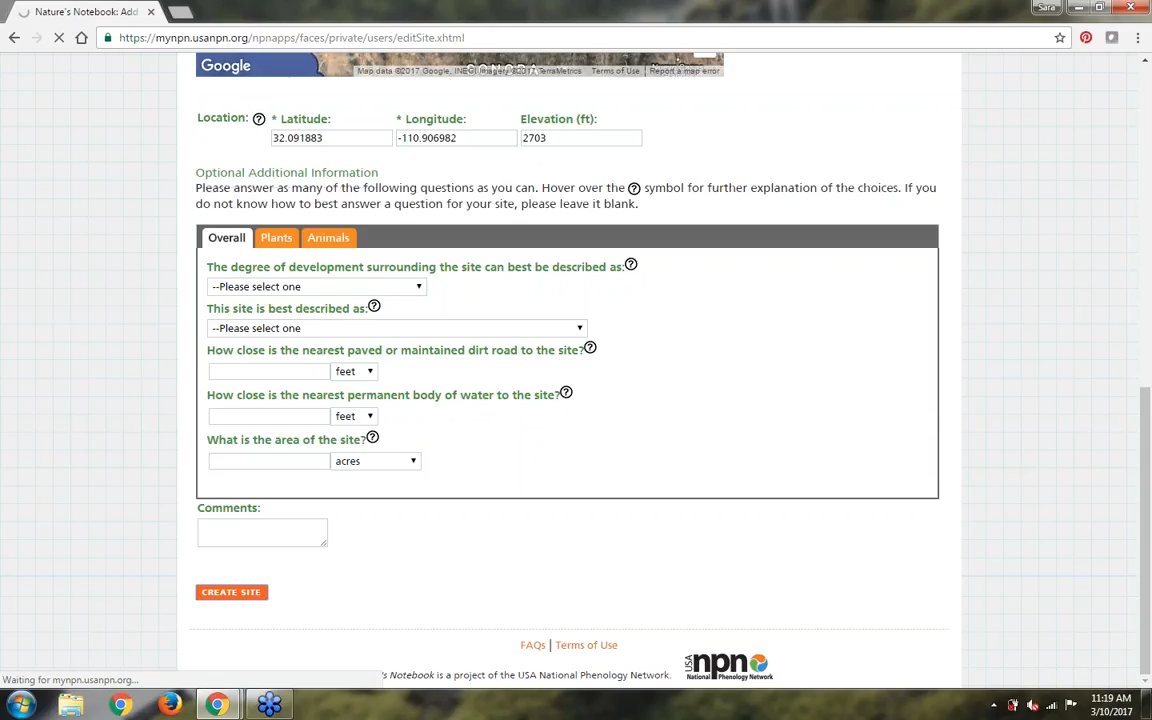 Nature's Notebook: Add
Sara
https://mynpn.usanpn.org/npnapps/faces/private/users/editSite.xhtml
Google
Map data ©2017 Google, INEGI Imagery ©2017 TerraMetrics Terms of Use Report a map error
Location: ? * Latitude: * Longitude: Elevation (ft):
32.091883 -110.906982 2703
Optional Additional Information
Please answer as many of the following questions as you can. Hover over the ? symbol for further explanation of the choices. If you
do not know how to best answer a question for your site, please leave it blank.
Overall Plants Animals
The degree of development surrounding the site can best be described as: ?
--Please select one
This site is best described as: ?
--Please select one
How close is the nearest paved or maintained dirt road to the site? ?
feet
How close is the nearest permanent body of water to the site? ?
feet
What is the area of the site? ?
acres
Comments:
CREATE SITE
FAQs | Terms of Use
's Notebook is a project of the USA National Phenology Network.
USA npn
National Phenology Network
Waiting for mynpn.usanpn.org...
11:19 AM
3/10/2017